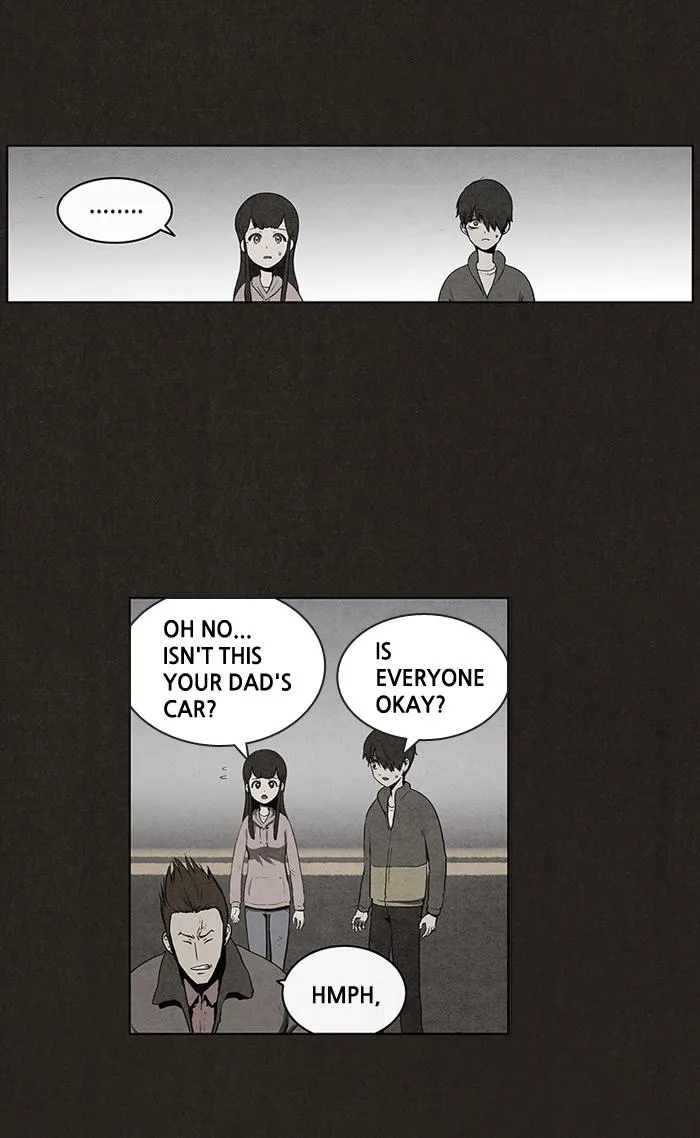 ........
OH NO...
ISN'T THIS
YOUR DAD'S
CAR?
IS
EVERYONE
OKAY?
HMPH,